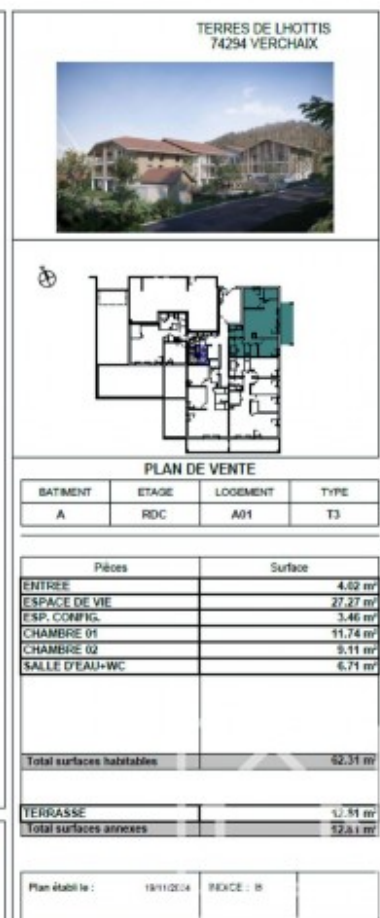 TERRES DE LHOTTIS
74294 VERCHAIX
PLAN DE VENTE
BATIMENT ETAGE LOGEMENT TYPE
A RDC A01 T3
Pièces Surface
ENTREE 4.02 m²
ESPACE DE VIE 27.27 m²
ESP. CONFIG. 3.46 m²
CHAMBRE 01 11.74 m²
CHAMBRE 02 9.11 m²
SALLE D'EAU+WC 6.71 m²
Total surfaces habitables 62.31 m²
TERRASSE m²
Total surfaces annexes m²
Plan établi le : 19/11/2024 INDICE : B